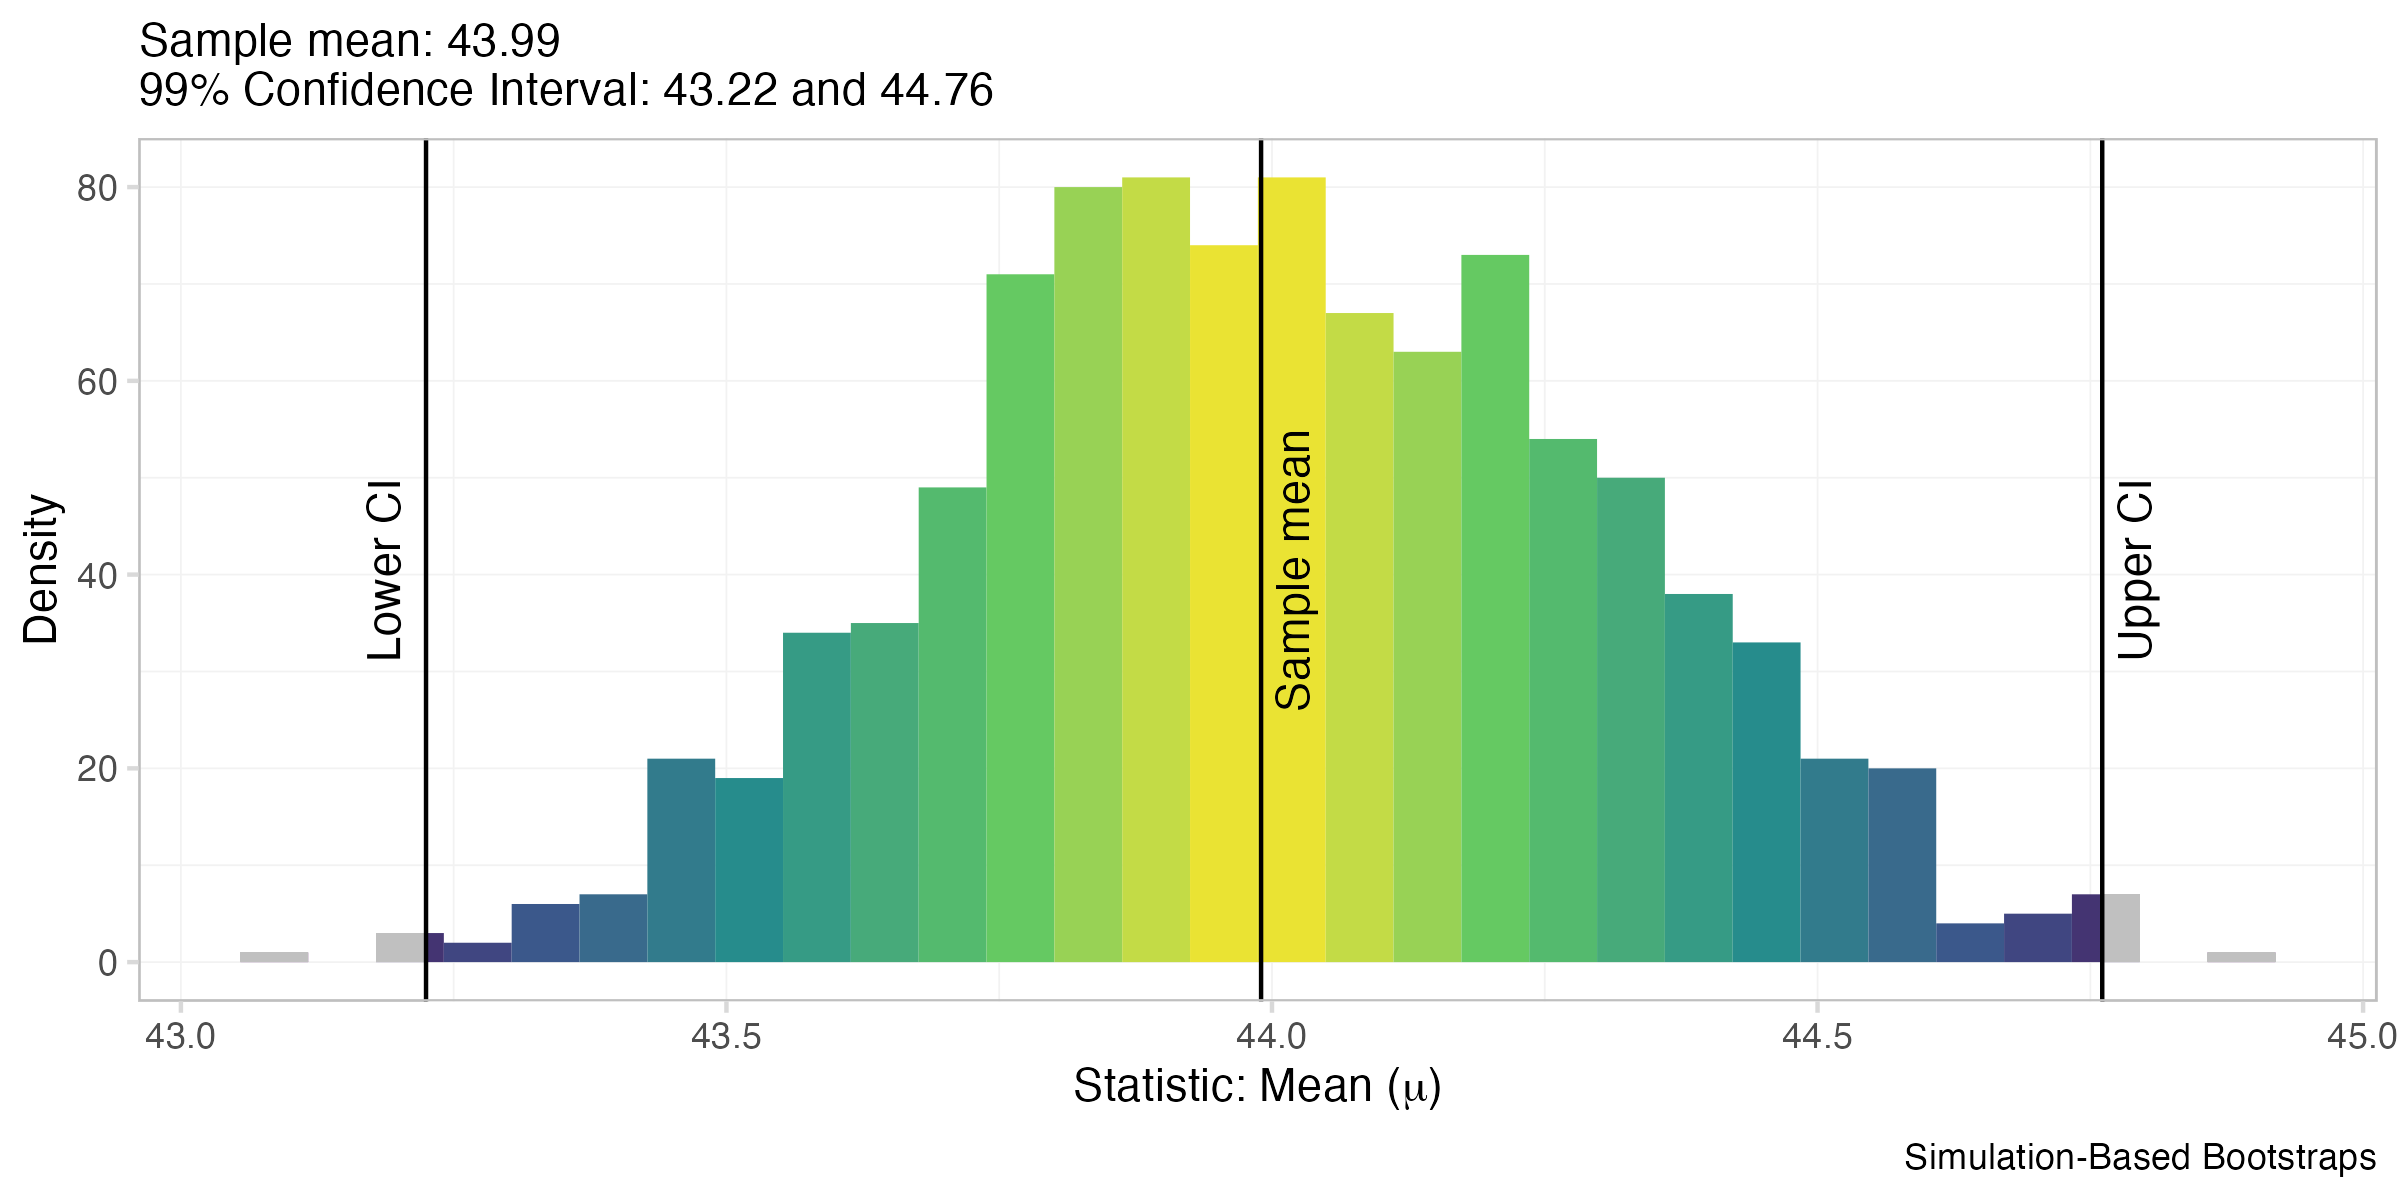 Sample mean: 43.99
99% Confidence Interval: 43.22 and 44.76
Density
80
60
40
20
0
Lower CI
Sample mean
Upper CI
43.0 43.5 44.0 44.5 45.0
Statistic: Mean (μ)
Simulation-Based Bootstraps